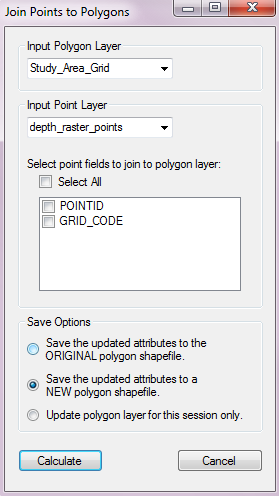 Join Points to Polygons
Input Polygon Layer
Study_Area_Grid
Input Point Layer
depth_raster_points
Select point fields to join to polygon layer:
Select All
POINTID
GRID_CODE
Save Options
Save the updated attributes to the
ORIGINAL polygon shapefile.
Save the updated attributes to a
NEW polygon shapefile.
Update polygon layer for this session only.
Calculate
Cancel